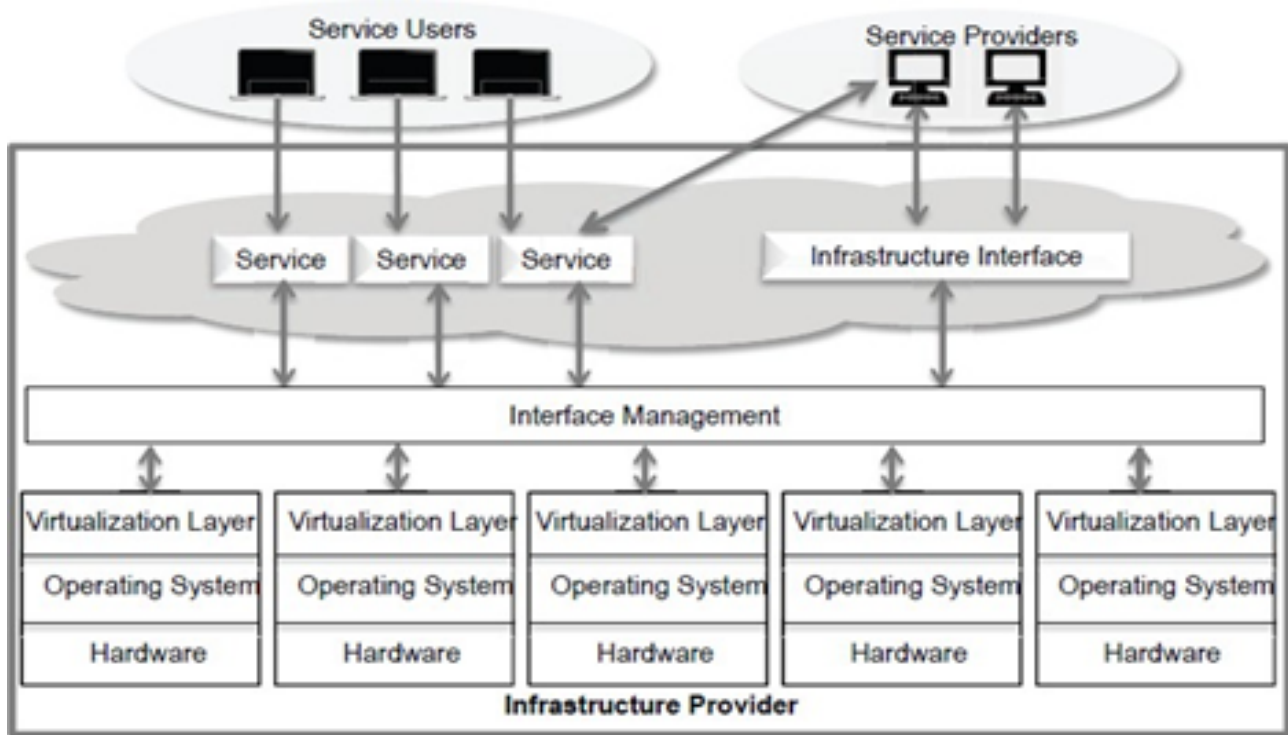 Service Users
Service Providers
Service
Service
Service
Infrastructure Interface
Interface Management
Virtualization Layer
Virtualization Layer
Virtualization Layer
Virtualization Layer
Virtualization Layer
Operating System
Operating System
Operating System
Operating System
Operating System
Hardware
Hardware
Hardware
Hardware
Hardware
Infrastructure Provider